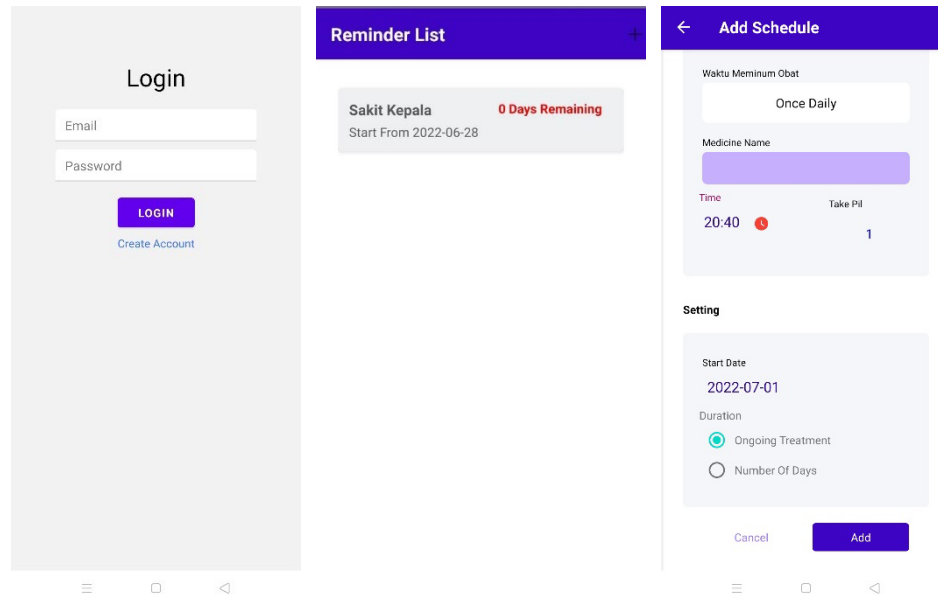 Login
Email
Password
LOGIN
Create Account
Reminder List
Sakit Kepala 0 Days Remaining
Start From 2022-06-28
Add Schedule
Waktu Meminum Obat
Once Daily
Medicine Name
Time Take Pil
20:40 1
Setting
Start Date
2022-07-01
Duration
Ongoing Treatment
Number Of Days
Cancel Add